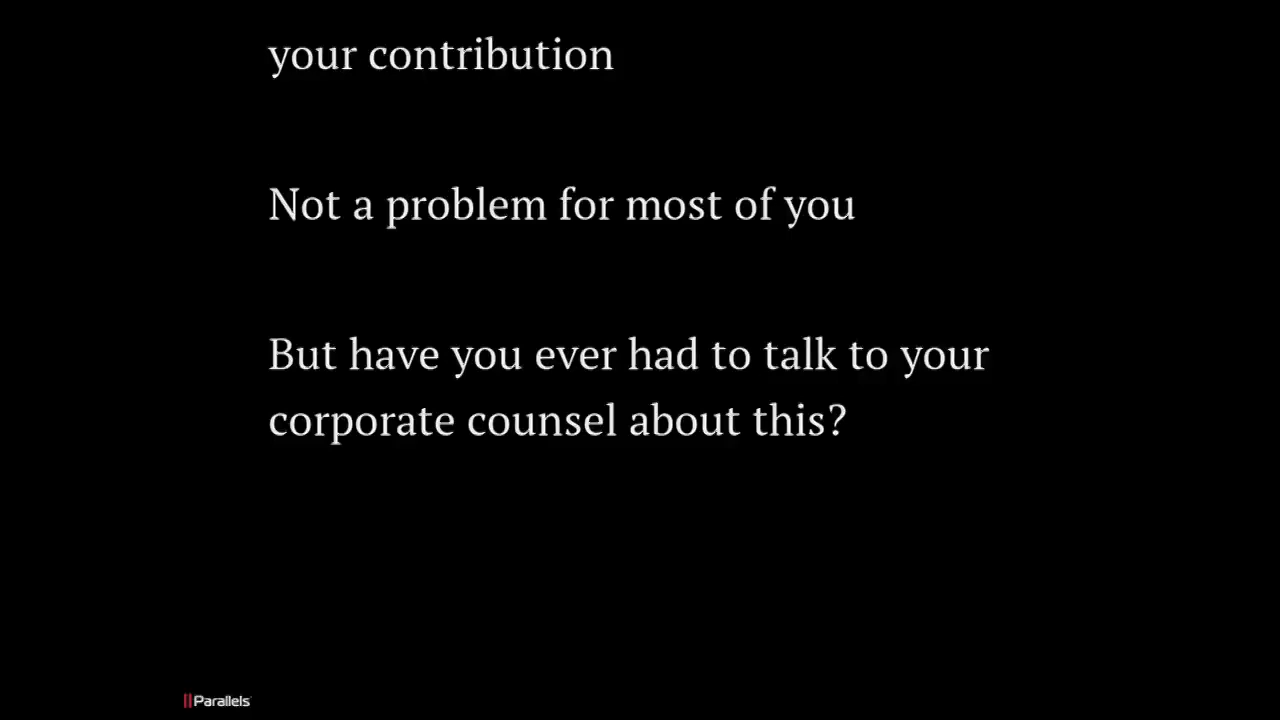 your contribution
Not a problem for most of you
But have you ever had to talk to your
corporate counsel about this?
Parallels